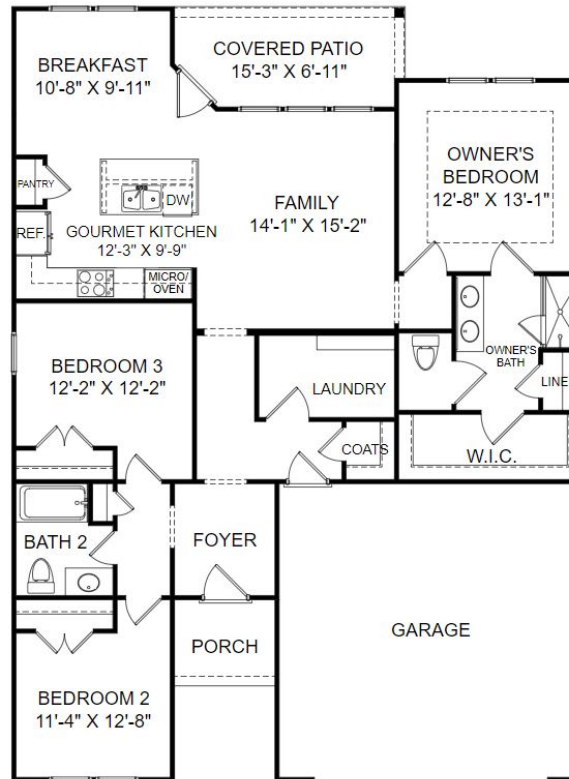 COVERED PATIO
15'-3" X 6'-11"
BREAKFAST
10'-8" X 9'-11"
OWNER'S
BEDROOM
12'-8" X 13'-1"
PANTRY
DW
FAMILY
14'-1" X 15'-2"
REF.
GOURMET KITCHEN
12'-3" X 9'-9"
MICRO/
OVEN
OWNER'S
BATH
BEDROOM 3
12'-2" X 12'-2"
LAUNDRY
LINE
COATS
W.I.C.
BATH 2
FOYER
GARAGE
PORCH
BEDROOM 2
11'-4" X 12'-8"